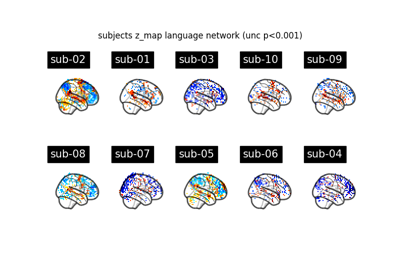 subjects z_map language network (unc p<0.001)
sub-02 sub-01 sub-03 sub-10 sub-09
sub-08 sub-07 sub-05 sub-06 sub-04